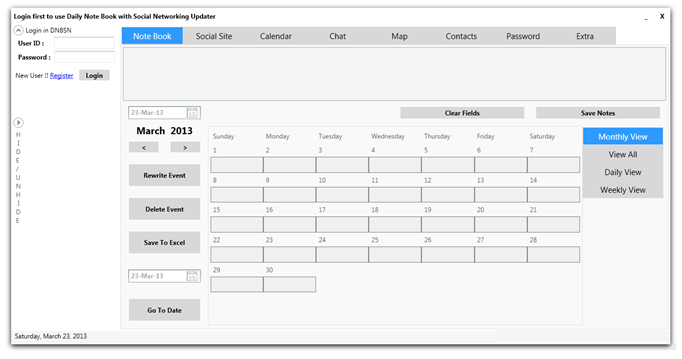 Login first to use Daily Note Book with Social Networking Updater
_ X
Login in DNBSN
User ID :
Password :
New User !! Register Login
HIDE/UNHIDE
Note Book Social Site Calendar Chat Map Contacts Password Extra
23-Mar-13 15 Clear Fields Save Notes
March 2013
< >
Rewrite Event
Delete Event
Save To Excel
23-Mar-13 15
Go To Date
Sunday Monday Tuesday Wednesday Thursday Friday Saturday
1 2 3 4 5 6 7
8 9 10 11 12 13 14
15 16 17 18 19 20 21
22 23 24 25 26 27 28
29 30
Monthly View
View All
Daily View
Weekly View
Saturday, March 23, 2013